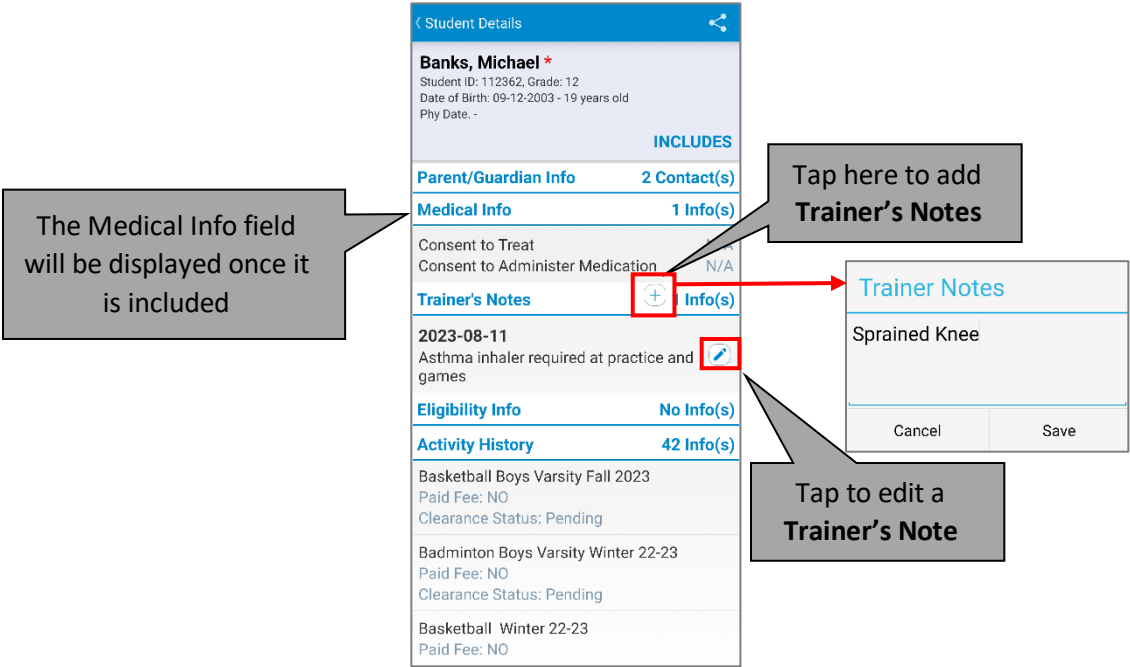 Student Details
Banks, Michael *
Student ID: 112362, Grade: 12
Date of Birth: 09-12-2003 - 19 years old
Phy Date. -
INCLUDES
Parent/Guardian Info 2 Contact(s)
Medical Info 1 Info(s)
Consent to Treat
Consent to Administer Medication N/A
Trainer's Notes Info(s)
2023-08-11
Asthma inhaler required at practice and
games
Eligibility Info No Info(s)
Activity History 42 Info(s)
Basketball Boys Varsity Fall 2023
Paid Fee: NO
Clearance Status: Pending
Badminton Boys Varsity Winter 22-23
Paid Fee: NO
Clearance Status: Pending
Basketball Winter 22-23
Paid Fee: NO
The Medical Info field
will be displayed once it
is included
Tap here to add
Trainer’s Notes
Trainer Notes
Sprained Knee
Cancel Save
Tap to edit a
Trainer’s Note